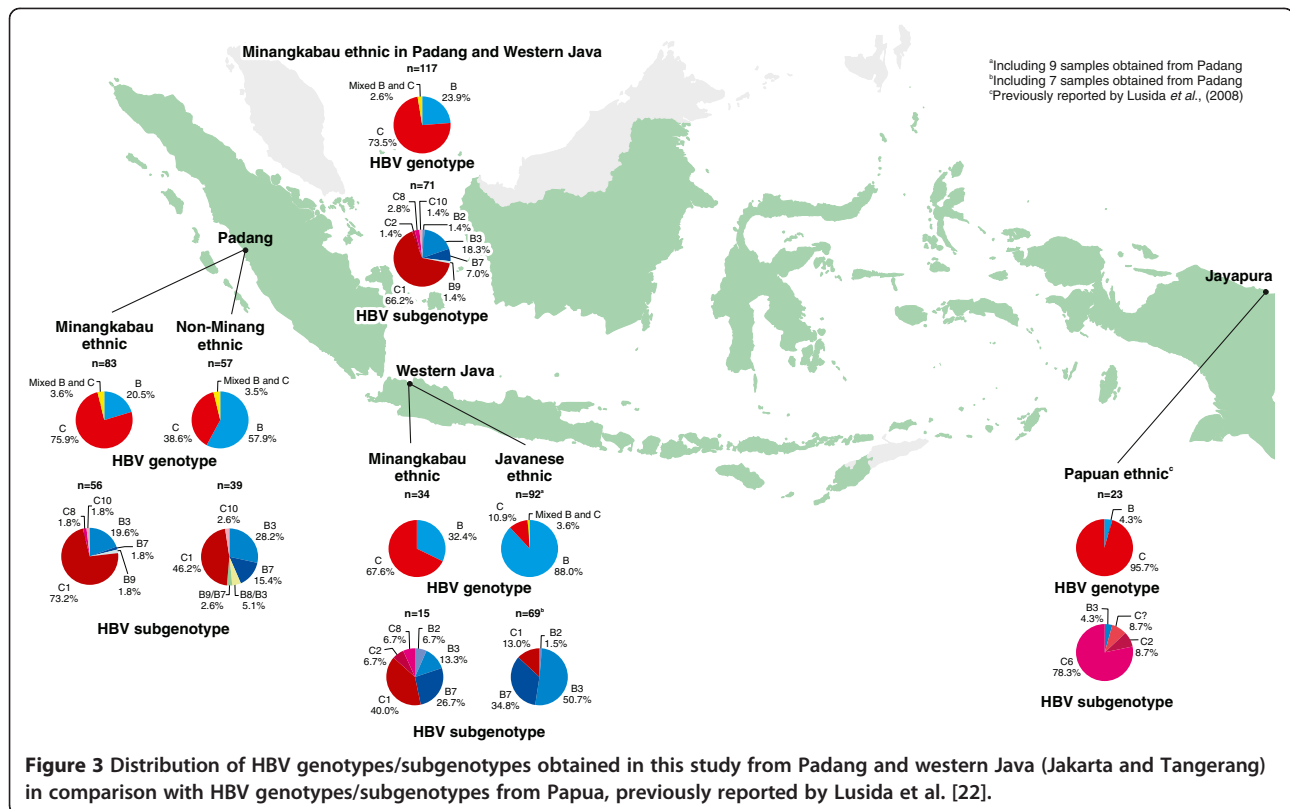 Minangkabau ethnic in Padang and Western Java
n=117
Mixed B and C
2.6%
B
23.9%
C
73.5%
HBV genotype
n=71
C8
2.8%
C10
1.4%
C2
1.4%
B2
1.4%
B3
18.3%
B7
7.0%
B9
1.4%
C1
66.2%
HBV subgenotype
aIncluding 9 samples obtained from Padang
bIncluding 7 samples obtained from Padang
cPreviously reported by Lusida et al., (2008)
Padang
Minangkabau
ethnic
n=83
Mixed B and C
3.6%
B
20.5%
C
75.9%
Non-Minang
ethnic
n=57
Mixed B and C
3.5%
C
38.6%
B
57.9%
HBV genotype
n=56
C10
1.8%
C8
1.8%
B3
19.6%
B7
1.8%
B9
1.8%
C1
73.2%
n=39
C10
2.6%
B3
28.2%
C1
46.2%
B7
15.4%
B9/B7
2.6%
B8/B3
5.1%
HBV subgenotype
Western Java
Minangkabau
ethnic
n=34
B
32.4%
C
67.6%
Javanese
ethnic
n=92a
C
10.9%
Mixed B and C
3.6%
B
88.0%
HBV genotype
n=15
C8
6.7%
B2
6.7%
C2
6.7%
B3
13.3%
B7
26.7%
C1
40.0%
n=69b
C1
13.0%
B2
1.5%
B7
34.8%
B3
50.7%
HBV subgenotype
Jayapura
Papuan ethnicc
n=23
B
4.3%
C
95.7%
HBV genotype
B3
4.3%
C?
8.7%
C2
8.7%
C6
78.3%
HBV subgenotype
Figure 3 Distribution of HBV genotypes/subgenotypes obtained in this study from Padang and western Java (Jakarta and Tangerang)
in comparison with HBV genotypes/subgenotypes from Papua, previously reported by Lusida et al. [22].